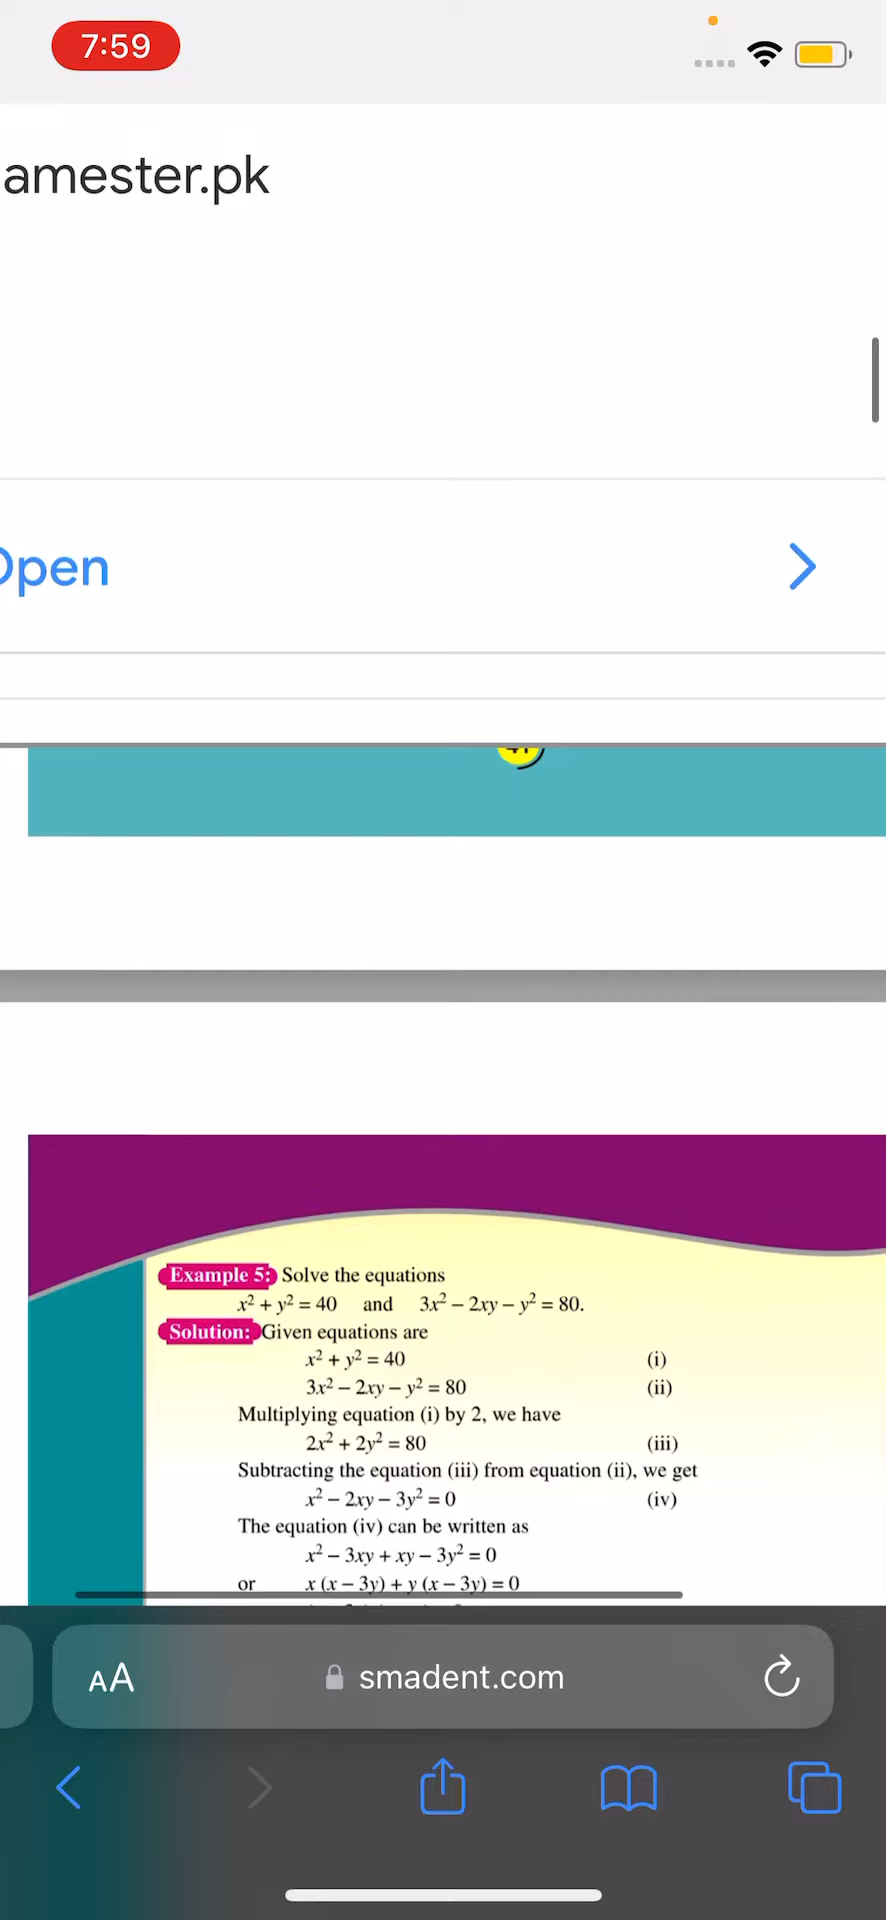 7:59
amester.pk
Open
Example 5: Solve the equations
x² + y² = 40 and 3x² – 2xy – y² = 80.
Solution: Given equations are
x² + y² = 40 (i)
3x² – 2xy – y² = 80 (ii)
Multiplying equation (i) by 2, we have
2x² + 2y² = 80 (iii)
Subtracting the equation (iii) from equation (ii), we get
x² – 2xy – 3y² = 0 (iv)
The equation (iv) can be written as
x² – 3xy + xy – 3y² = 0
or x (x – 3y) + y (x – 3y) = 0
AA smadent.com